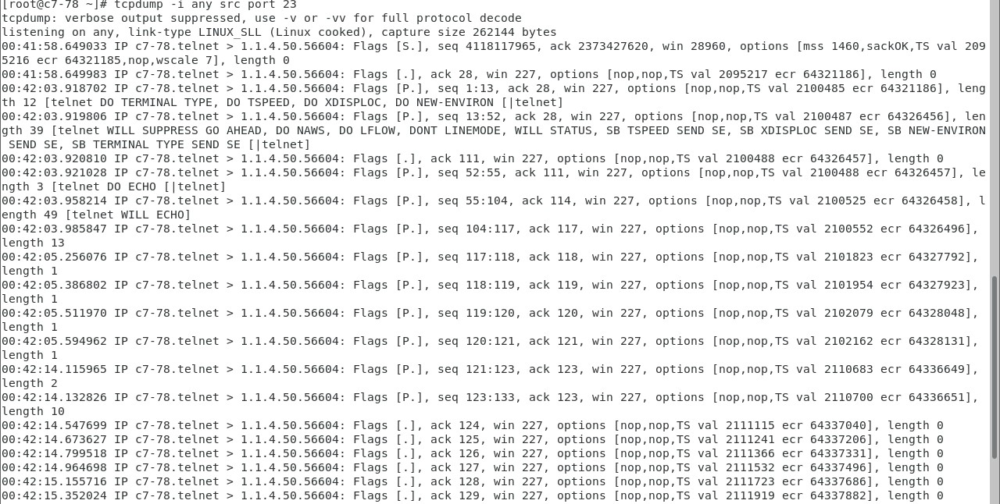 [root@c7-78 ~]# tcpdump -i any src port 23
tcpdump: verbose output suppressed, use -v or -vv for full protocol decode
listening on any, link-type LINUX_SLL (Linux cooked), capture size 262144 bytes
00:41:58.649033 IP c7-78.telnet > 1.1.4.50.56604: Flags [S.], seq 4118117965, ack 2373427620, win 28960, options [mss 1460,sackOK,TS val 209
5216 ecr 64321185,nop,wscale 7], length 0
00:41:58.649983 IP c7-78.telnet > 1.1.4.50.56604: Flags [.], ack 28, win 227, options [nop,nop,TS val 2095217 ecr 64321186], length 0
00:42:03.918702 IP c7-78.telnet > 1.1.4.50.56604: Flags [P.], seq 1:13, ack 28, win 227, options [nop,nop,TS val 2100485 ecr 64321186], leng
th 12 [telnet DO TERMINAL TYPE, DO TSPEED, DO XDISPLOC, DO NEW-ENVIRON [|telnet]
00:42:03.919806 IP c7-78.telnet > 1.1.4.50.56604: Flags [P.], seq 13:52, ack 28, win 227, options [nop,nop,TS val 2100487 ecr 64326456], len
gth 39 [telnet WILL SUPPRESS GO AHEAD, DO NAWS, DO LFLOW, DONT LINEMODE, WILL STATUS, SB TSPEED SEND SE, SB XDISPLOC SEND SE, SB NEW-ENVIRON
 SEND SE, SB TERMINAL TYPE SEND SE [|telnet]
00:42:03.920810 IP c7-78.telnet > 1.1.4.50.56604: Flags [.], ack 111, win 227, options [nop,nop,TS val 2100488 ecr 64326457], length 0
00:42:03.921028 IP c7-78.telnet > 1.1.4.50.56604: Flags [P.], seq 52:55, ack 111, win 227, options [nop,nop,TS val 2100488 ecr 64326457], le
ngth 3 [telnet DO ECHO [|telnet]
00:42:03.958214 IP c7-78.telnet > 1.1.4.50.56604: Flags [P.], seq 55:104, ack 114, win 227, options [nop,nop,TS val 2100525 ecr 64326458], l
ength 49 [telnet WILL ECHO]
00:42:03.985847 IP c7-78.telnet > 1.1.4.50.56604: Flags [P.], seq 104:117, ack 117, win 227, options [nop,nop,TS val 2100552 ecr 64326496],
length 13
00:42:05.256076 IP c7-78.telnet > 1.1.4.50.56604: Flags [P.], seq 117:118, ack 118, win 227, options [nop,nop,TS val 2101823 ecr 64327792],
length 1
00:42:05.386802 IP c7-78.telnet > 1.1.4.50.56604: Flags [P.], seq 118:119, ack 119, win 227, options [nop,nop,TS val 2101954 ecr 64327923],
length 1
00:42:05.511970 IP c7-78.telnet > 1.1.4.50.56604: Flags [P.], seq 119:120, ack 120, win 227, options [nop,nop,TS val 2102079 ecr 64328048],
length 1
00:42:05.594962 IP c7-78.telnet > 1.1.4.50.56604: Flags [P.], seq 120:121, ack 121, win 227, options [nop,nop,TS val 2102162 ecr 64328131],
length 1
00:42:14.115965 IP c7-78.telnet > 1.1.4.50.56604: Flags [P.], seq 121:123, ack 123, win 227, options [nop,nop,TS val 2110683 ecr 64336649],
length 2
00:42:14.132826 IP c7-78.telnet > 1.1.4.50.56604: Flags [P.], seq 123:133, ack 123, win 227, options [nop,nop,TS val 2110700 ecr 64336651],
length 10
00:42:14.547699 IP c7-78.telnet > 1.1.4.50.56604: Flags [.], ack 124, win 227, options [nop,nop,TS val 2111115 ecr 64337040], length 0
00:42:14.673627 IP c7-78.telnet > 1.1.4.50.56604: Flags [.], ack 125, win 227, options [nop,nop,TS val 2111241 ecr 64337206], length 0
00:42:14.799518 IP c7-78.telnet > 1.1.4.50.56604: Flags [.], ack 126, win 227, options [nop,nop,TS val 2111366 ecr 64337331], length 0
00:42:14.964698 IP c7-78.telnet > 1.1.4.50.56604: Flags [.], ack 127, win 227, options [nop,nop,TS val 2111532 ecr 64337496], length 0
00:42:15.155716 IP c7-78.telnet > 1.1.4.50.56604: Flags [.], ack 128, win 227, options [nop,nop,TS val 2111723 ecr 64337686], length 0
00:42:15.352024 IP c7-78.telnet > 1.1.4.50.56604: Flags [.], ack 129, win 227, options [nop,nop,TS val 2111919 ecr 64337882], length 0